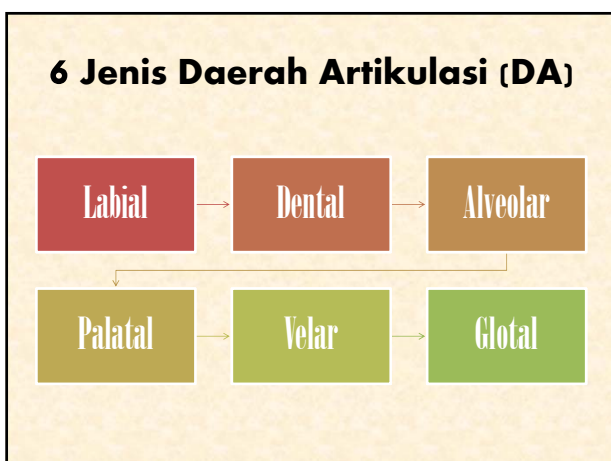 6 Jenis Daerah Artikulasi (DA)
Labial
Dental
Alveolar
Palatal
Velar
Glotal